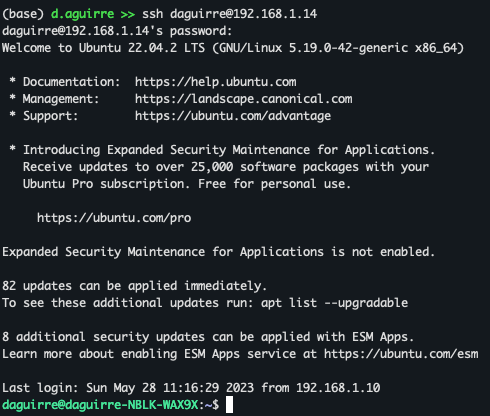 (base) d.aguirre >> ssh daguirre@192.168.1.14
daguirre@192.168.1.14's password:
Welcome to Ubuntu 22.04.2 LTS (GNU/Linux 5.19.0-42-generic x86_64)
* Documentation:  https://help.ubuntu.com
* Management:     https://landscape.canonical.com
* Support:        https://ubuntu.com/advantage
* Introducing Expanded Security Maintenance for Applications.
Receive updates to over 25,000 software packages with your
Ubuntu Pro subscription. Free for personal use.
https://ubuntu.com/pro
Expanded Security Maintenance for Applications is not enabled.
82 updates can be applied immediately.
To see these additional updates run: apt list --upgradable
8 additional security updates can be applied with ESM Apps.
Learn more about enabling ESM Apps service at https://ubuntu.com/esm
Last login: Sun May 28 11:16:29 2023 from 192.168.1.10
daguirre@daguirre-NBLK-WAX9X:~$